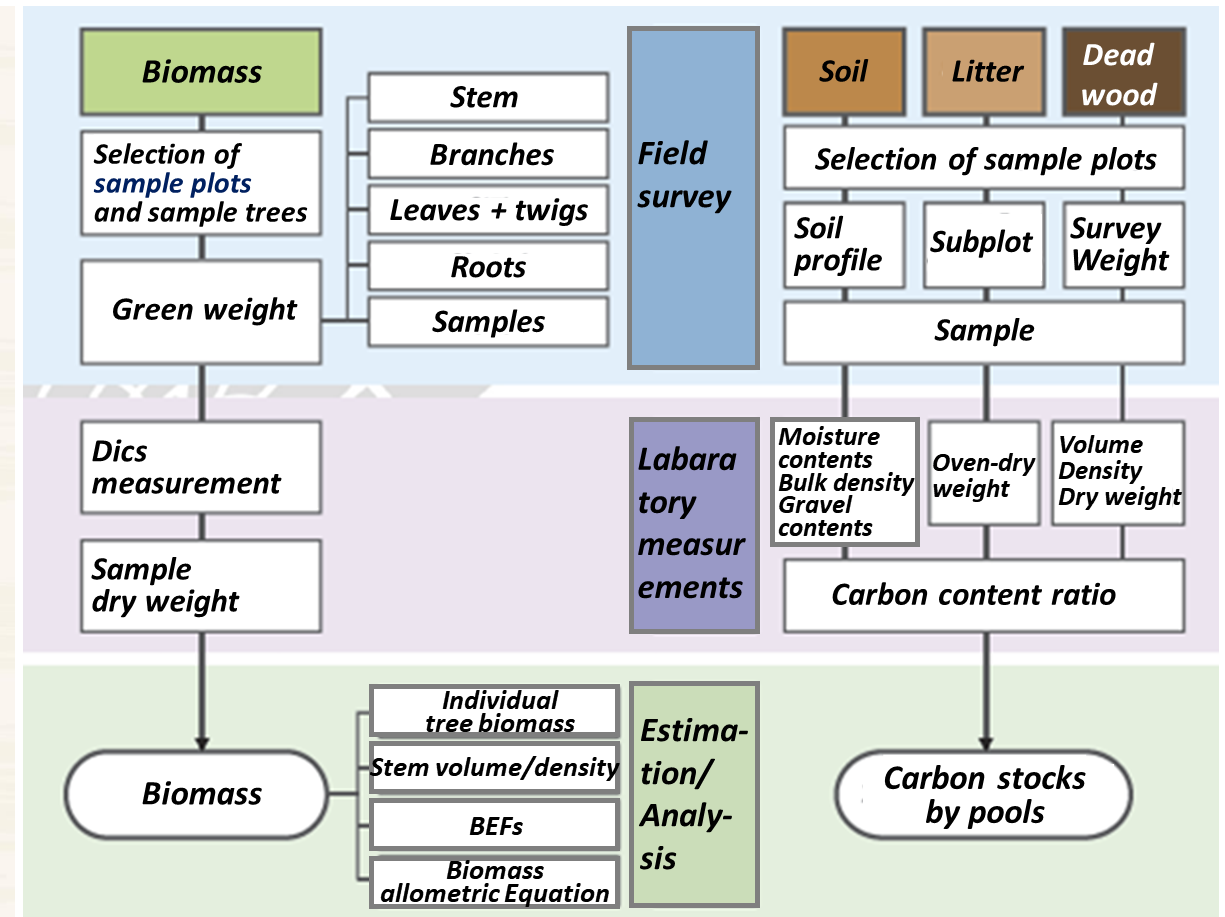 Biomass
Selection of
sample plots
and sample trees
Green weight
Stem
Branches
Leaves + twigs
Roots
Samples
Field
survey
Soil
Litter
Dead
wood
Selection of sample plots
Soil
profile
Subplot
Survey
Weight
Sample
Dics
measurement
Sample
dry weight
Labara
tory
measur
ements
Moisture
contents
Bulk density
Gravel
contents
Oven-dry
weight
Volume
Density
Dry weight
Carbon content ratio
Biomass
Individual
tree biomass
Stem volume/density
BEFs
Biomass
allometric Equation
Estima-
tion/
Analy-
sis
Carbon stocks
by pools